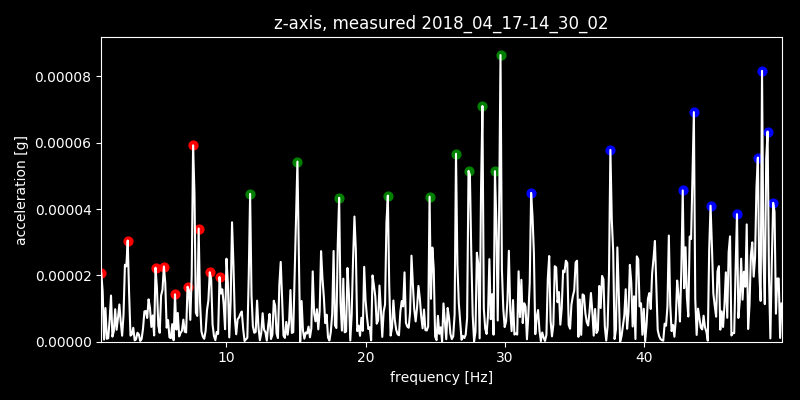 z-axis, measured 2018_04_17-14_30_02
0.00008
0.00006
0.00004
0.00002
0.00000
acceleration [g]
10 20 30 40
frequency [Hz]